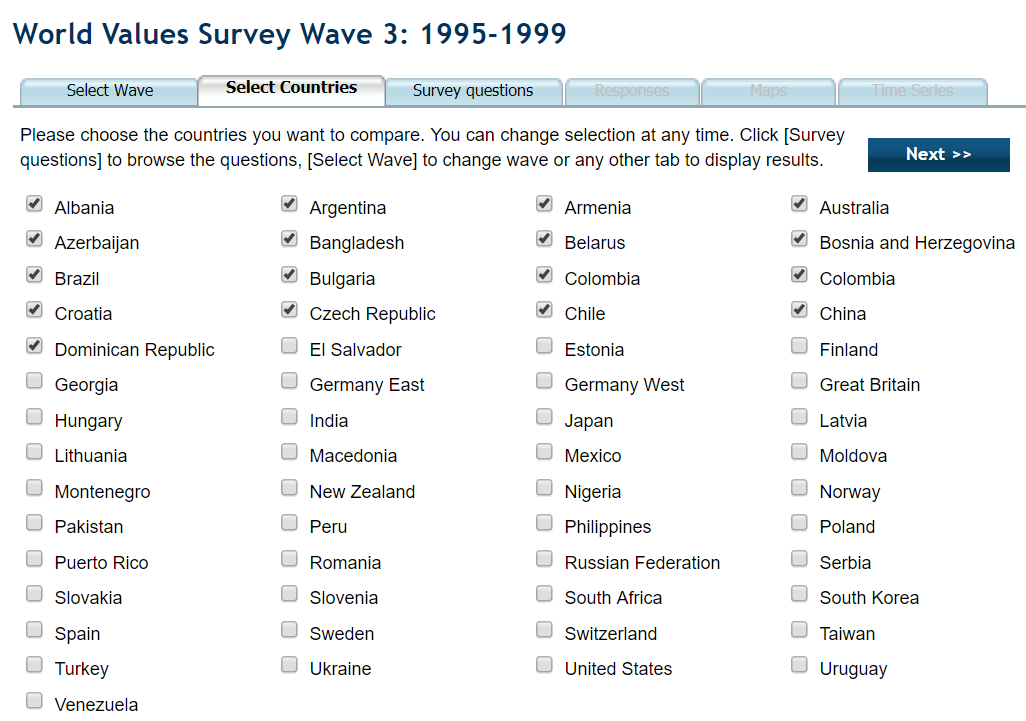 World Values Survey Wave 3: 1995-1999
Select Wave Select Countries Survey questions Responses Maps Time Series
Please choose the countries you want to compare. You can change selection at any time. Click [Survey
questions] to browse the questions, [Select Wave] to change wave or any other tab to display results.
Next >>
Albania Argentina Armenia Australia
Azerbaijan Bangladesh Belarus Bosnia and Herzegovina
Brazil Bulgaria Colombia Colombia
Croatia Czech Republic Chile China
Dominican Republic El Salvador Estonia Finland
Georgia Germany East Germany West Great Britain
Hungary India Japan Latvia
Lithuania Macedonia Mexico Moldova
Montenegro New Zealand Nigeria Norway
Pakistan Peru Philippines Poland
Puerto Rico Romania Russian Federation Serbia
Slovakia Slovenia South Africa South Korea
Spain Sweden Switzerland Taiwan
Turkey Ukraine United States Uruguay
Venezuela